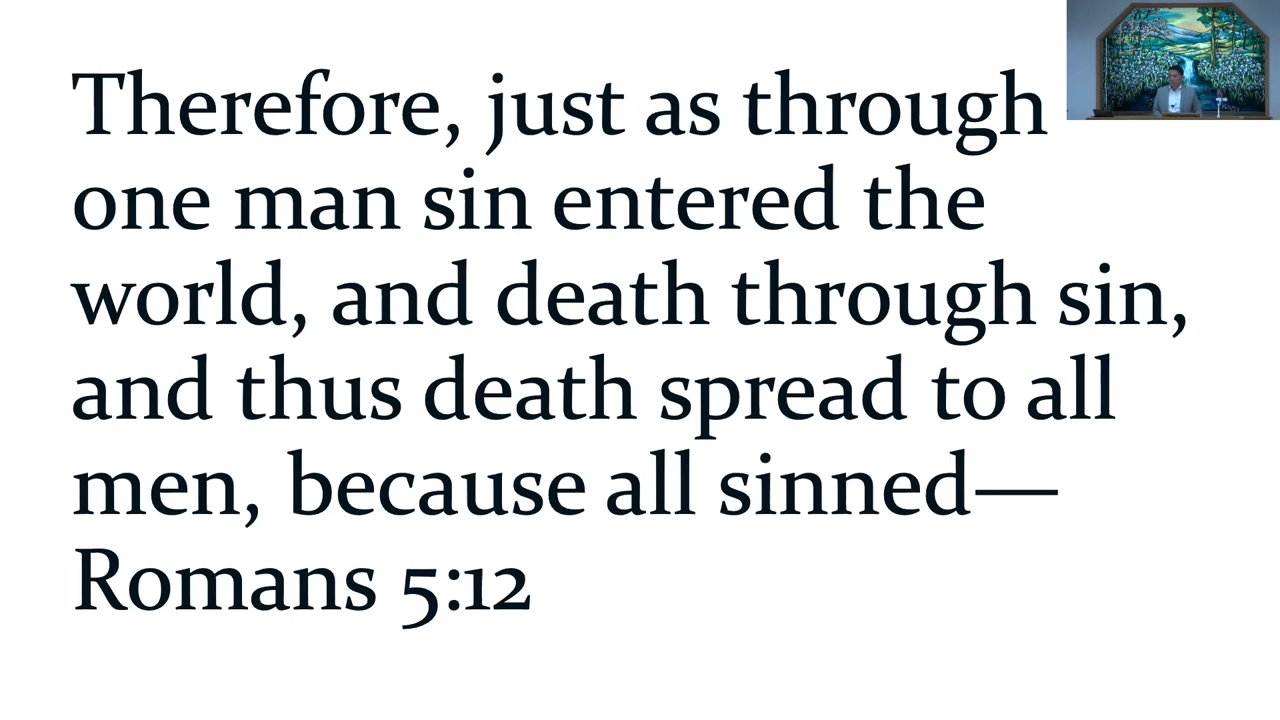 Therefore, just as through
one man sin entered the
world, and death through sin,
and thus death spread to all
men, because all sinned—
Romans 5:12